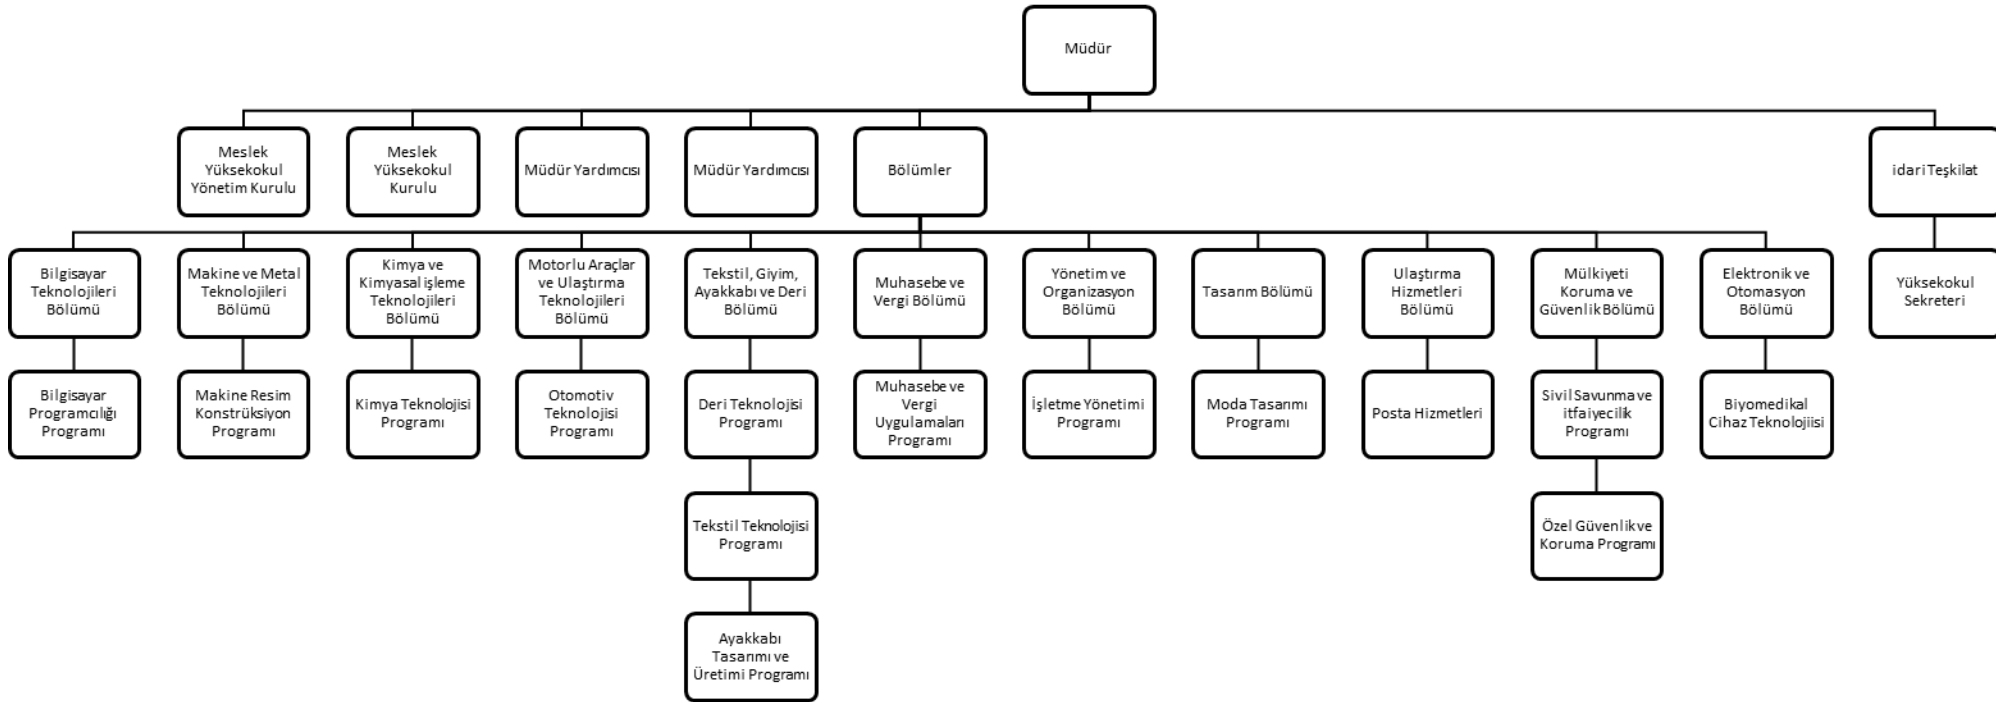 Müdür
Meslek
Yüksekokul
Yönetim Kurulu
Meslek
Yüksekokul
Kurulu
Müdür Yardımcısı
Müdür Yardımcısı
Bölümler
idari Teşkilat
Bilgisayar
Teknolojileri
Bölümü
Makine ve Metal
Teknolojileri
Bölümü
Kimya ve
Kimyasal işleme
Teknolojileri
Bölümü
Motorlu Araçlar
ve Ulaştırma
Teknolojileri
Bölümü
Tekstil, Giyim,
Ayakkabı ve Deri
Bölümü
Muhasebe ve
Vergi Bölümü
Yönetim ve
Organizasyon
Bölümü
Tasarım Bölümü
Ulaştırma
Hizmetleri
Bölümü
Mülkiyeti
Koruma ve
Güvenlik Bölümü
Elektronik ve
Otomasyon
Bölümü
Yüksekokul
Sekreteri
Bilgisayar
Programcılığı
Programı
Makine Resim
Konstrüksiyon
Programı
Kimya Teknolojisi
Programı
Otomotiv
Teknolojisi
Programı
Deri Teknolojisi
Programı
Muhasebe ve
Vergi
Uygulamaları
Programı
İşletme Yönetimi
Programı
Moda Tasarımı
Programı
Posta Hizmetleri
Sivil Savunma ve
itfaiyecilik
Programı
Biyomedikal
Cihaz Teknolojiisi
Tekstil Teknolojisi
Programı
Özel Güvenlik ve
Koruma Programı
Ayakkabı
Tasarımı ve
Üretimi Programı